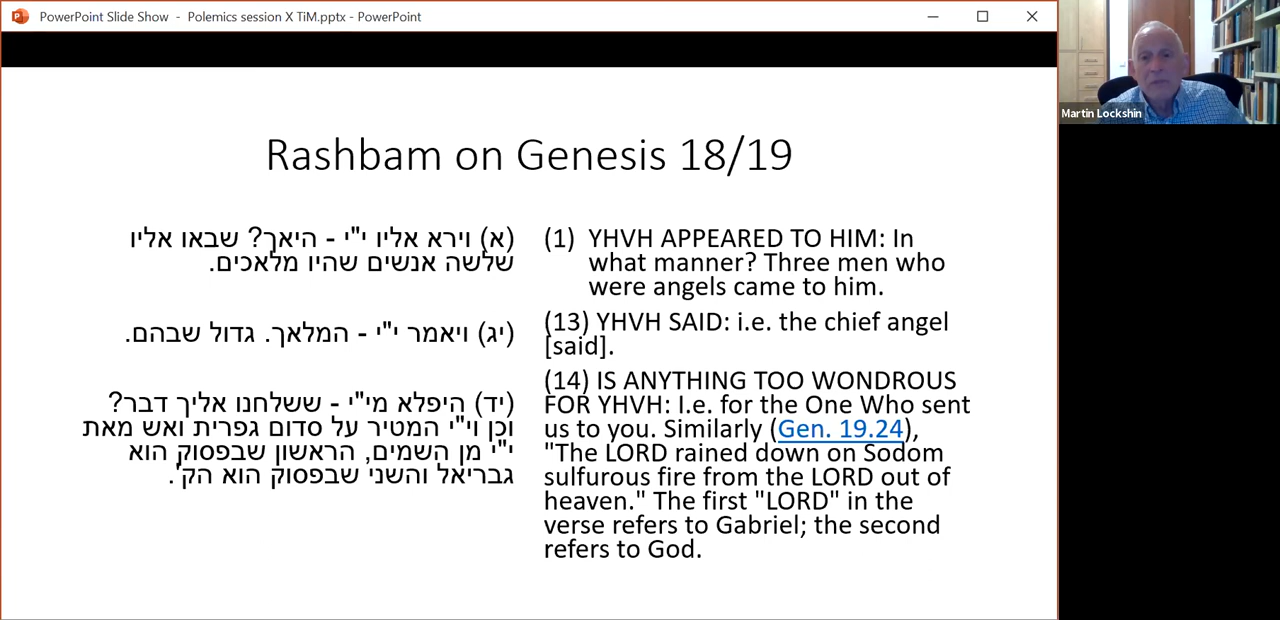 PowerPoint Slide Show - Polemics session X TiM.pptx - PowerPoint
Martin Lockshin
Rashbam on Genesis 18/19
(א) וירא אליו י"י - היאך? שבאו אליו
שלשה אנשים שהיו מלאכים.
(יג) ויאמר י"י - המלאך. גדול שבהם.
(יד) היפלא מי"י - ששלחנו אליך דבר?
וכן וי"י המטיר על סדום גפרית ואש מאת
י"י מן השמים, הראשון שבפסוק הוא
גבריאל והשני שבפסוק הוא הק'.
(1) YHVH APPEARED TO HIM: In
what manner? Three men who
were angels came to him.
(13) YHVH SAID: i.e. the chief angel
[said].
(14) IS ANYTHING TOO WONDROUS
FOR YHVH: I.e. for the One Who sent
us to you. Similarly (Gen. 19.24),
"The LORD rained down on Sodom
sulfurous fire from the LORD out of
heaven." The first "LORD" in the
verse refers to Gabriel; the second
refers to God.